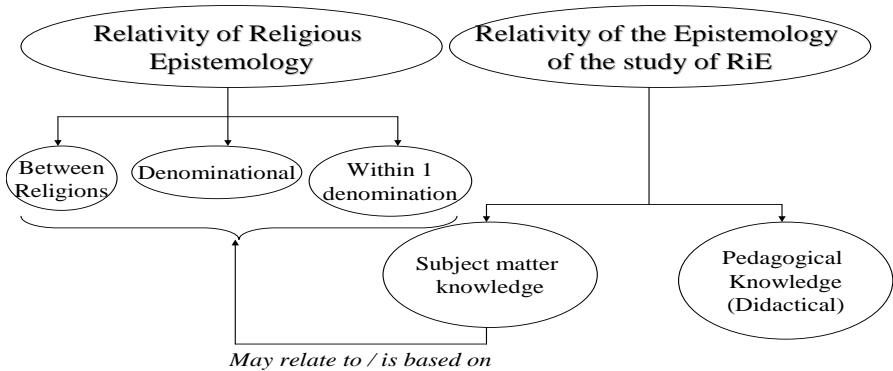 Relativity of Religious
Epistemology
Relativity of the Epistemology
of the study of RiE
Between
Religions
Denominational
Within 1
denomination
Subject matter
knowledge
Pedagogical
Knowledge
(Didactical)
May relate to / is based on